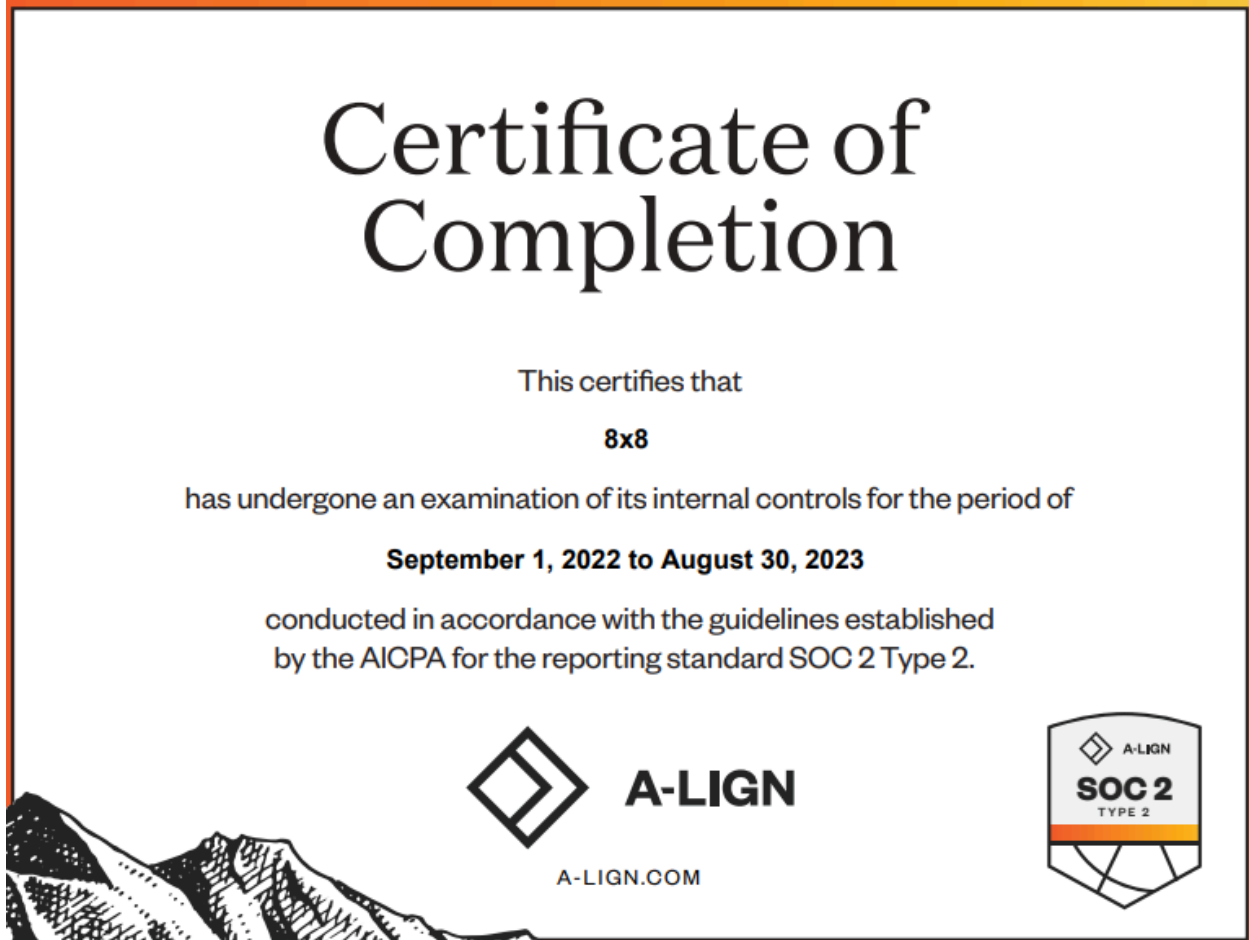 Certificate of
Completion
This certifies that
8x8
has undergone an examination of its internal controls for the period of
September 1, 2022 to August 30, 2023
conducted in accordance with the guidelines established
by the AICPA for the reporting standard SOC 2 Type 2.
A-LIGN
A-LIGN.COM
A-LIGN
SOC 2
TYPE 2